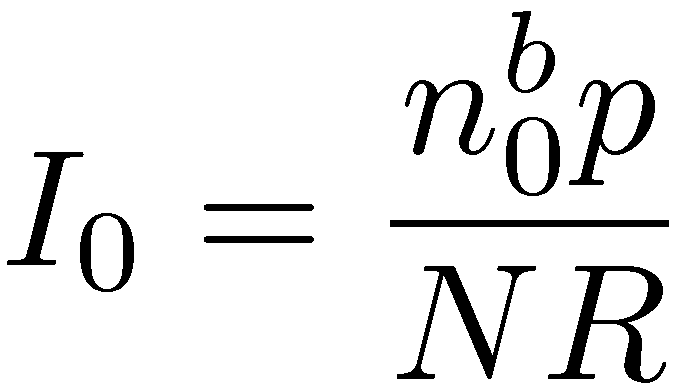 I_0 = \frac{n_0^b p}{NR}